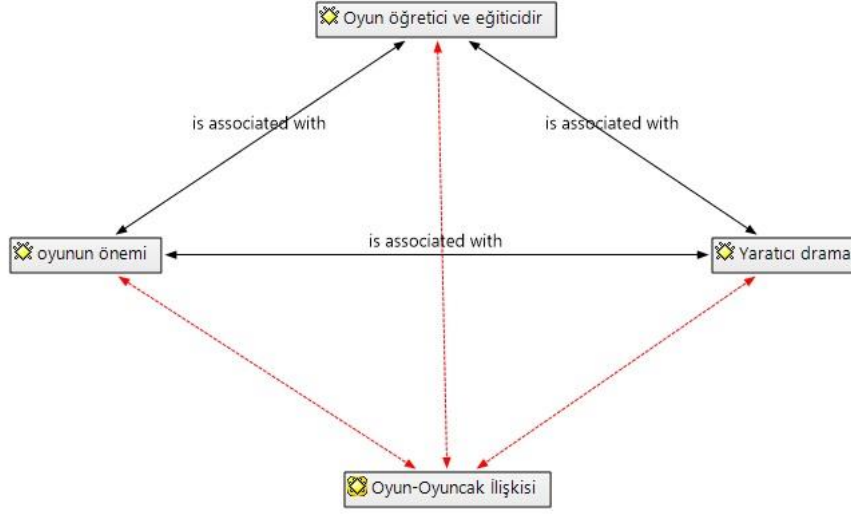 Oyun öğretici ve eğiticidir
is associated with
is associated with
oyunun önemi
is associated with
Yaratıcı drama
Oyun-Oyuncak İlişkisi